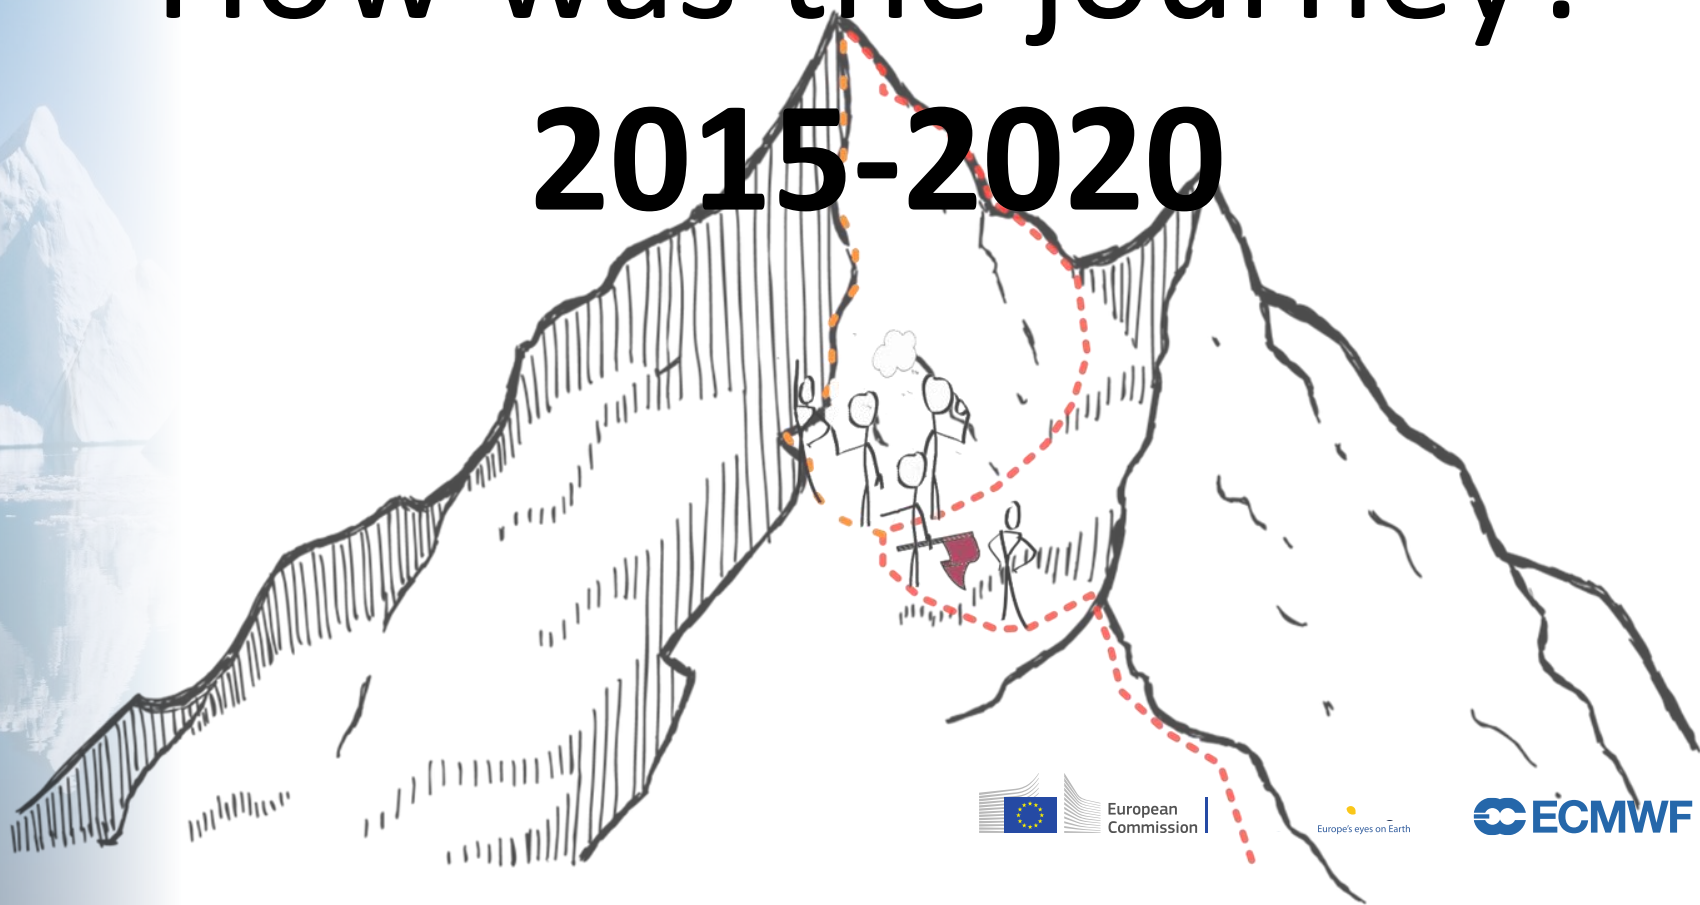 How was the journey?
2015-2020
European
Commission
Europe's eyes on Earth
ECMWF